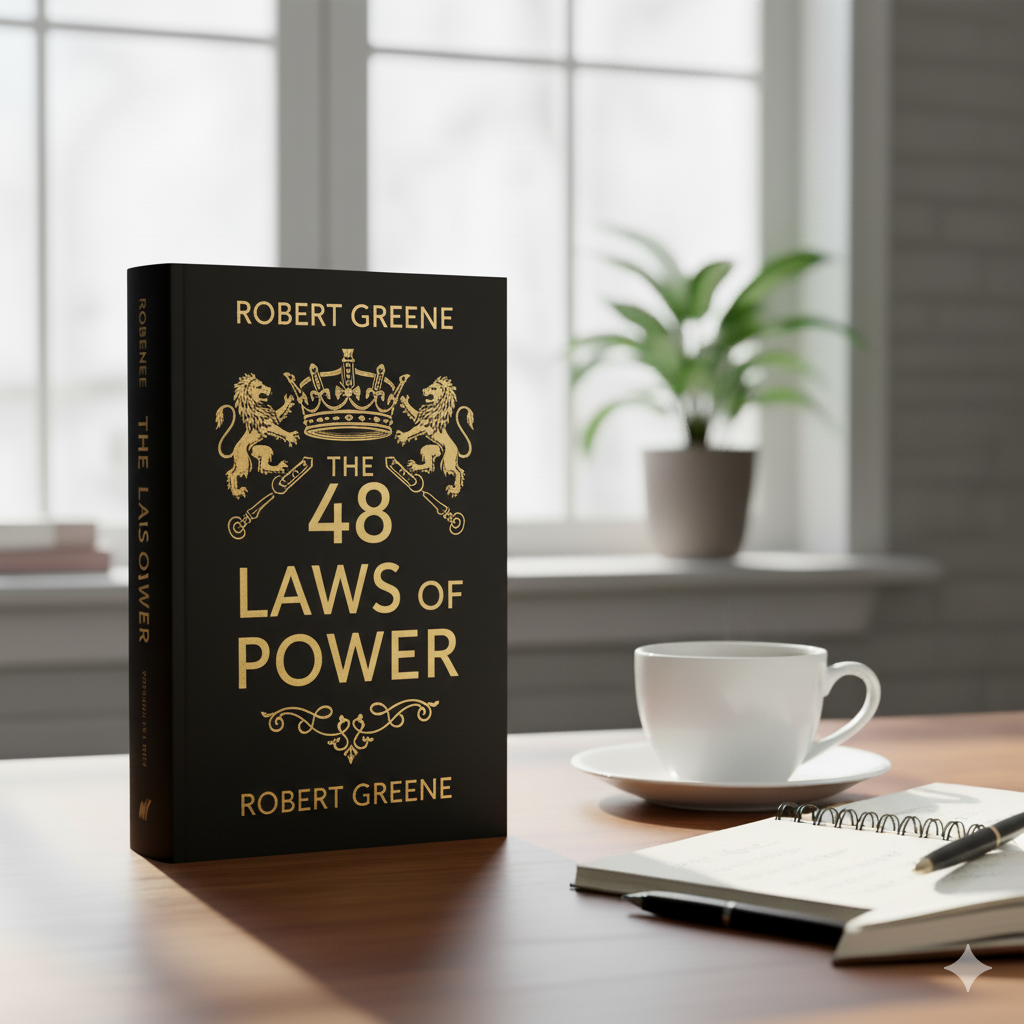 ROBERT GREENE
THE
48
LAWS OF
POWER
ROBERT GREENE
ROBENEE THE LAIS OIWER